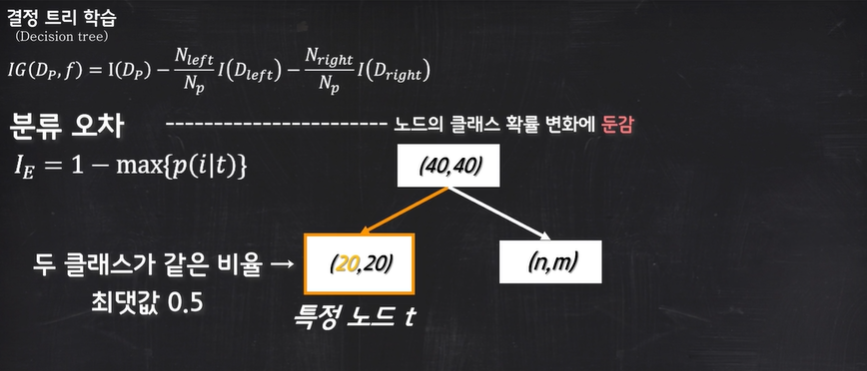 결정 트리 학습
(Decision tree)
IG(D_P, f) = I(D_P) − \frac{N_{left}}{N_p} I(D_{left}) − \frac{N_{right}}{N_p} I(D_{right})
분류 오차 ----------------------- 노드의 클래스 확률 변화에 둔감
I_E = 1 − max{p(i|t)}
(40,40)
두 클래스가 같은 비율 → (20,20) (n,m)
최댓값 0.5
특정 노드 t